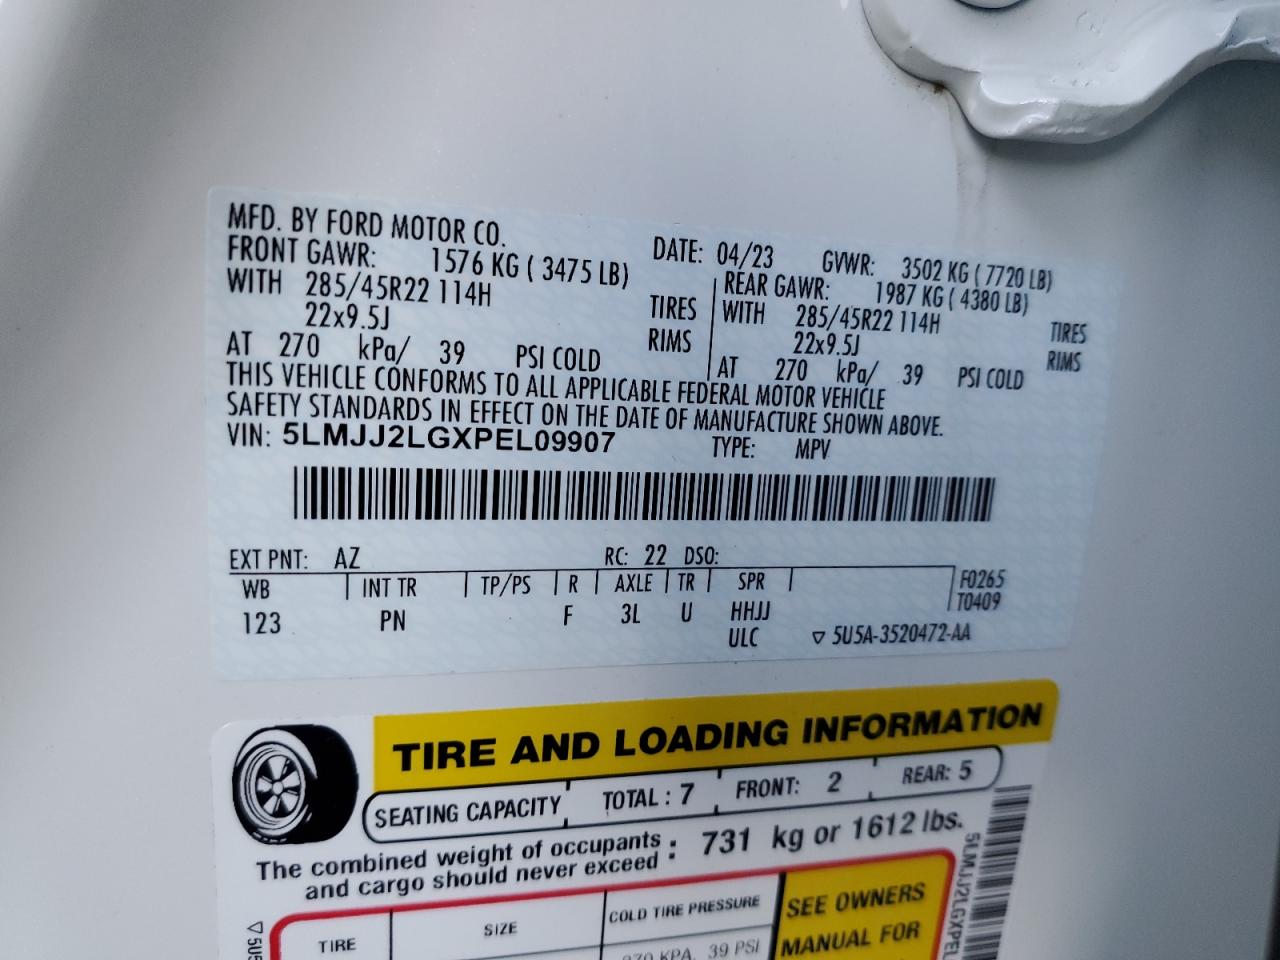 MFD. BY FORD MOTOR CO.
DATE: 04/23 GVWR: 3502 KG ( 7720 LB)
FRONT GAWR: 1576 KG ( 3475 LB) REAR GAWR: 1987 KG ( 4380 LB)
WITH 285/45R22 114H TIRES WITH 285/45R22 114H TIRES
22x9.5J RIMS 22x9.5J RIMS
AT 270 kPa/ 39 PSI COLD AT 270 kPa/ 39 PSI COLD
THIS VEHICLE CONFORMS TO ALL APPLICABLE FEDERAL MOTOR VEHICLE
SAFETY STANDARDS IN EFFECT ON THE DATE OF MANUFACTURE SHOWN ABOVE.
VIN: 5LMJJ2LGXPEL09907 TYPE: MPV
EXT PNT: AZ RC: 22 DSO:
WB INT TR TP/PS R AXLE TR SPR F0265
123 PN F 3L U HHJJ T0409
ULC ▽ 5U5A-3520472-AA
TIRE AND LOADING INFORMATION
SEATING CAPACITY TOTAL : 7 FRONT: 2 REAR: 5
The combined weight of occupants : 731 kg or 1612 lbs.
and cargo should never exceed
TIRE SIZE COLD TIRE PRESSURE SEE OWNERS
39 PSI MANUAL FOR
5LMJJ2LGXPEL
▽ 5U5